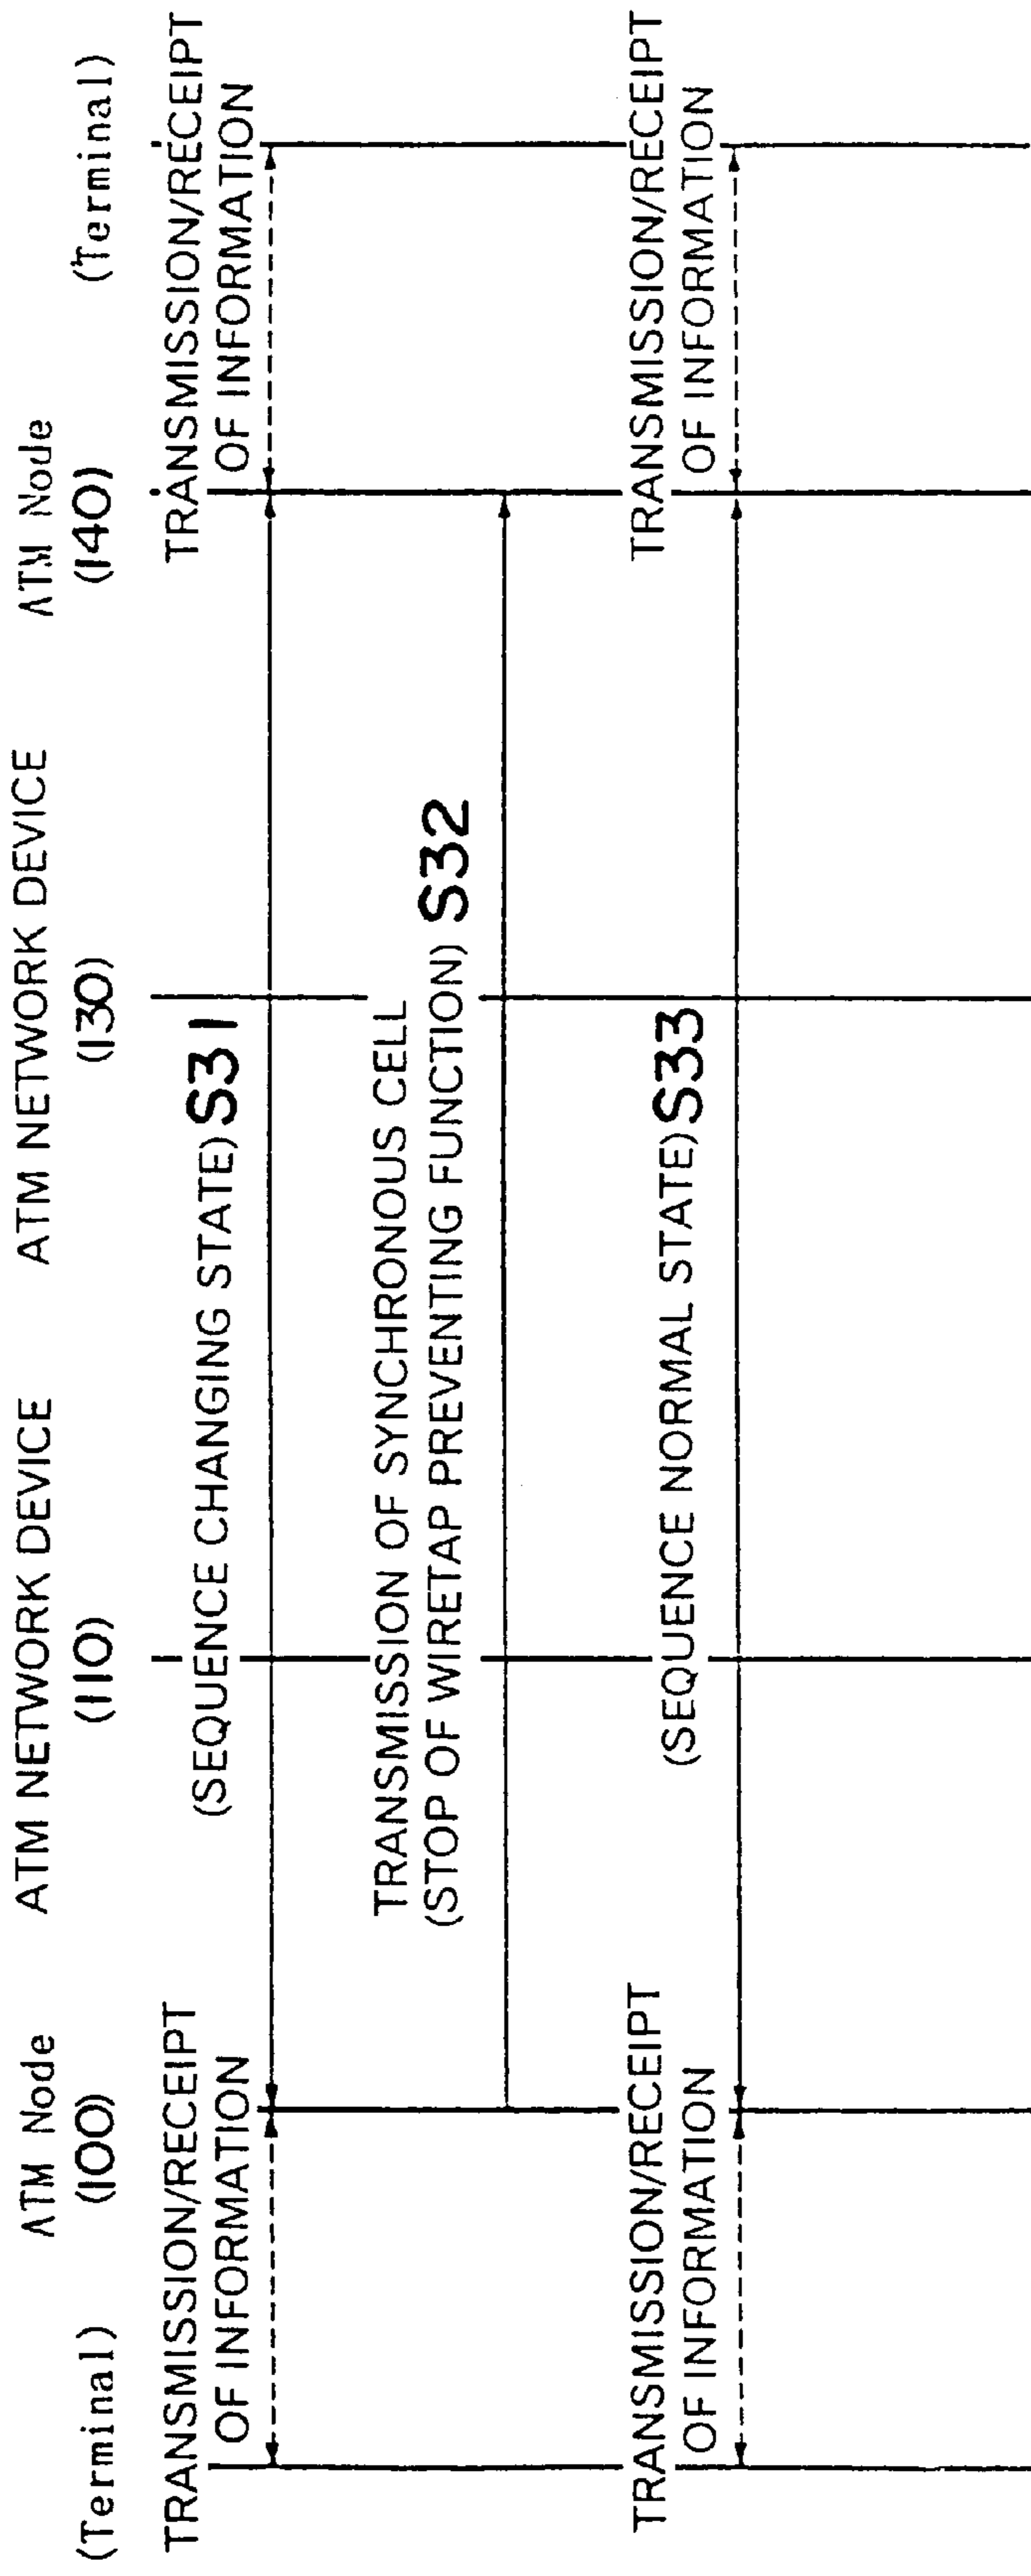 (Terminal)
ATM Node
(100)
ATM NETWORK DEVICE
(110)
ATM NETWORK DEVICE
(130)
ATM Node
(140)
(Terminal)
TRANSMISSION/RECEIPT
OF INFORMATION
(SEQUENCE CHANGING STATE) S31
TRANSMISSION/RECEIPT
OF INFORMATION
TRANSMISSION OF SYNCHRONOUS CELL
(STOP OF WIRETAP PREVENTING FUNCTION) S32
TRANSMISSION/RECEIPT
OF INFORMATION
(SEQUENCE NORMAL STATE) S33
TRANSMISSION/RECEIPT
OF INFORMATION